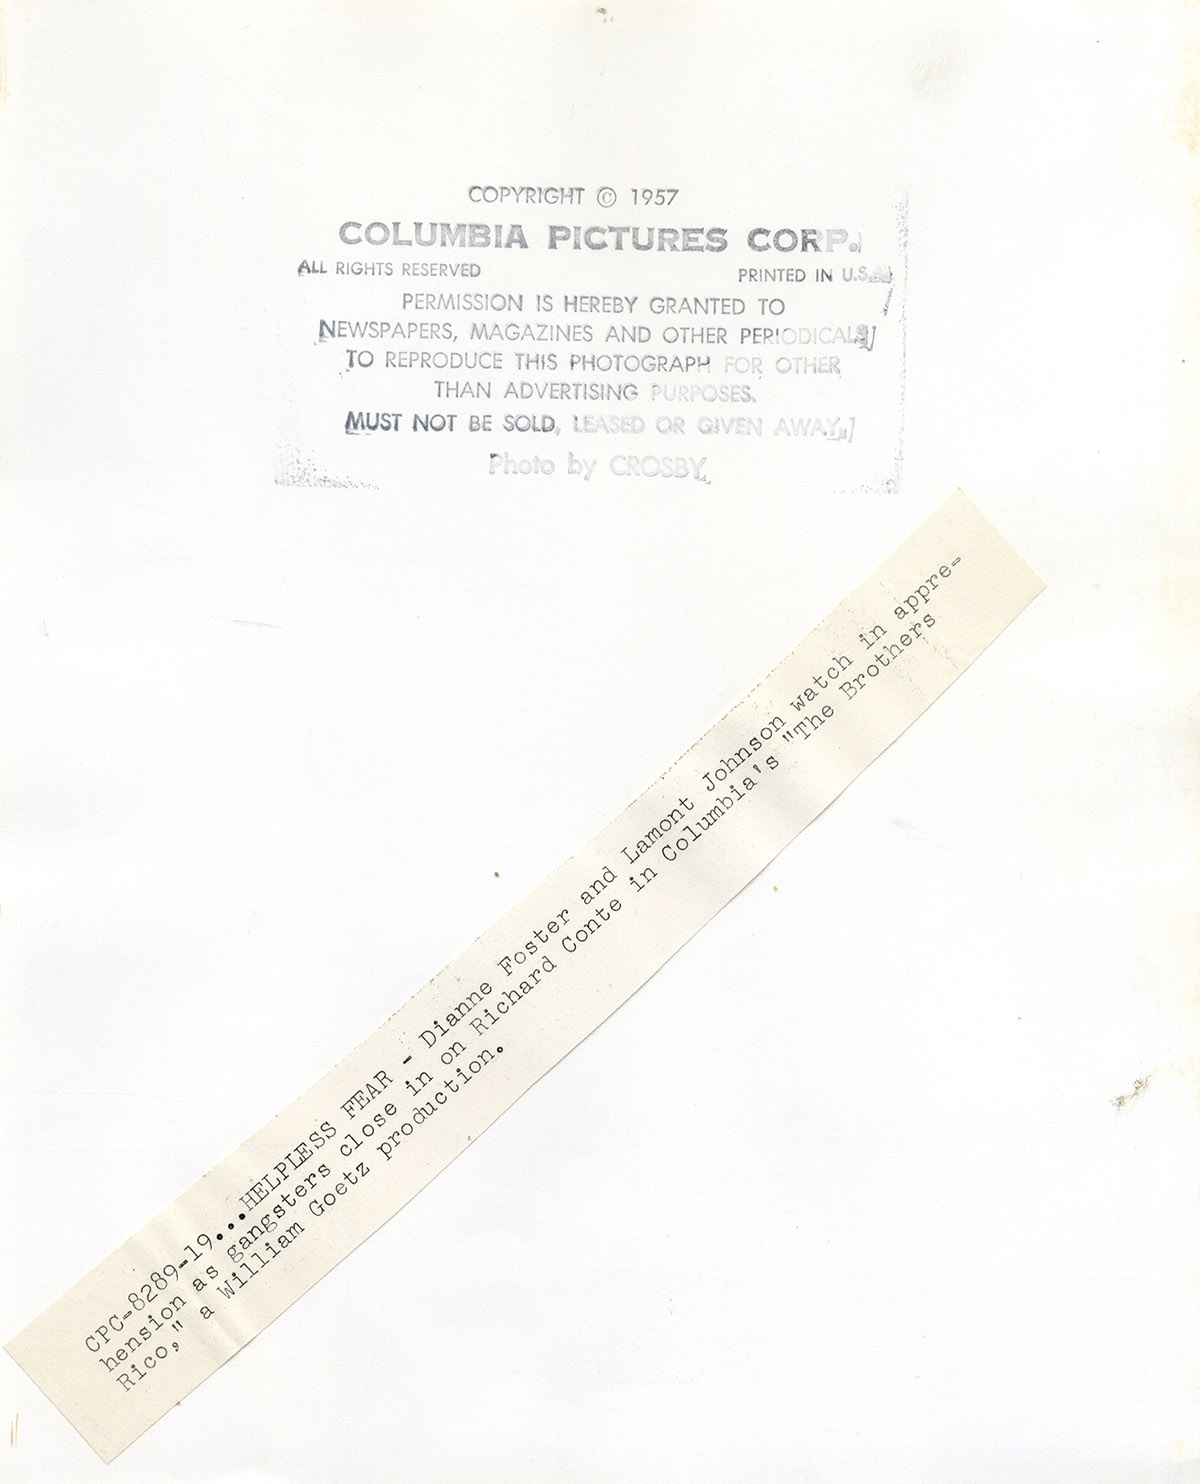 COPYRIGHT © 1957
COLUMBIA PICTURES CORP.
ALL RIGHTS RESERVED PRINTED IN U.S.A.
PERMISSION IS HEREBY GRANTED TO
NEWSPAPERS, MAGAZINES AND OTHER PERIODICALS
TO REPRODUCE THIS PHOTOGRAPH FOR OTHER
THAN ADVERTISING PURPOSES.
MUST NOT BE SOLD, LEASED OR GIVEN AWAY.
Photo by CROSBY
CPC-8289-19...HELPLESS FEAR - Dianne Foster and Lamont Johnson watch in appre-
hension as gangsters close in on Richard Conte in Columbia's "The Brothers
Rico," a William Goetz production.